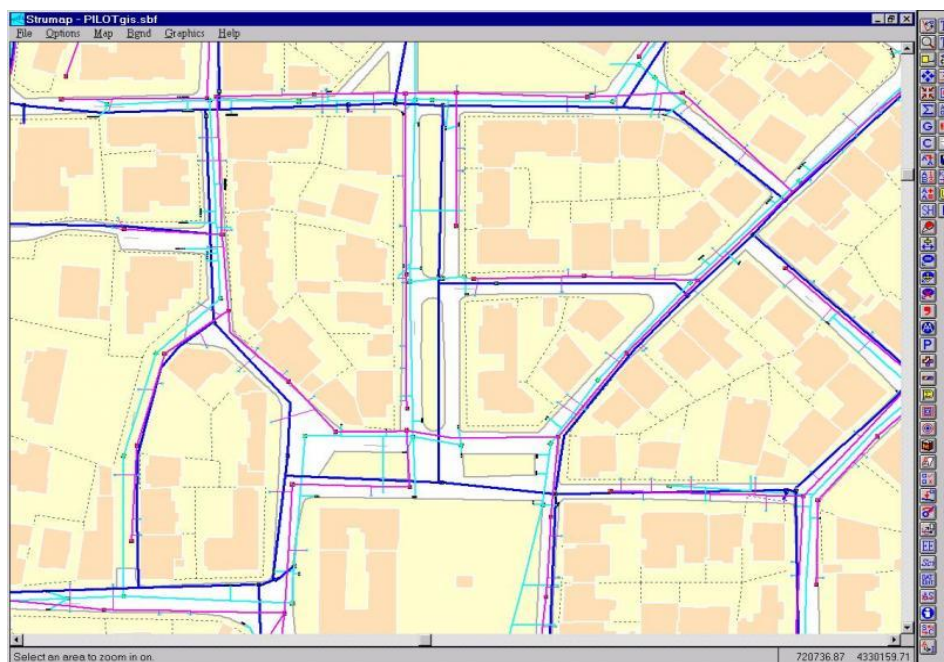 Strumap - PILOTgis.sbf
File Options Map Bgnd Graphics Help
Σ
G
C
SH
P
Select an area to zoom in on.
720736.87 4330159.71